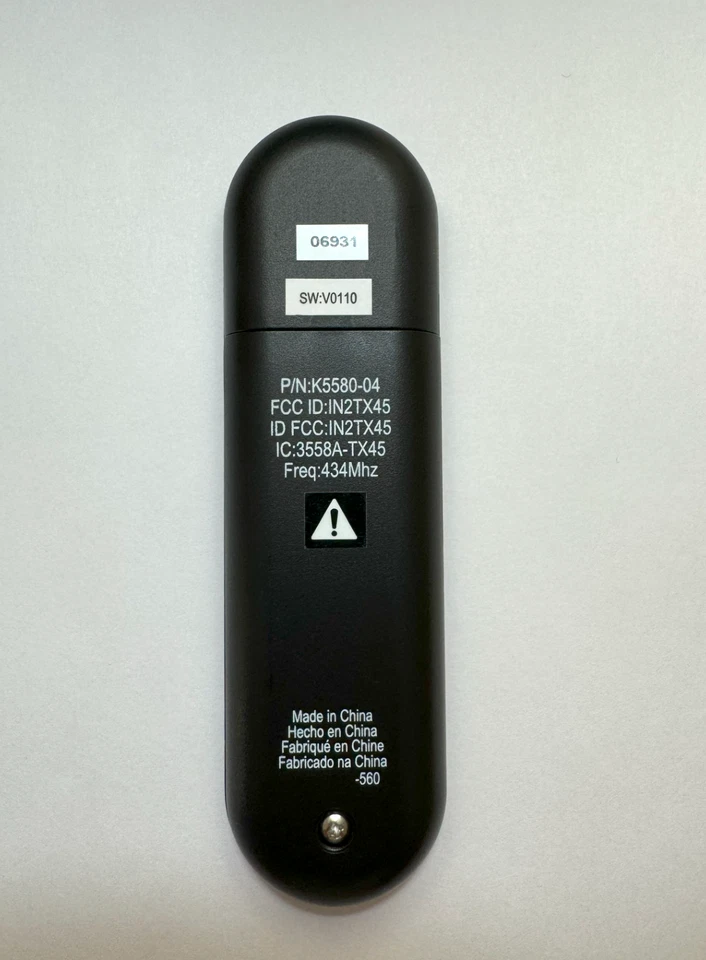 06931
SW:V0110
P/N:K5580-04
FCC ID:IN2TX45
ID FCC:IN2TX45
IC:3558A-TX45
Freq:434Mhz
Made in China
Hecho en China
Fabriqué en Chine
Fabricado na China
-560